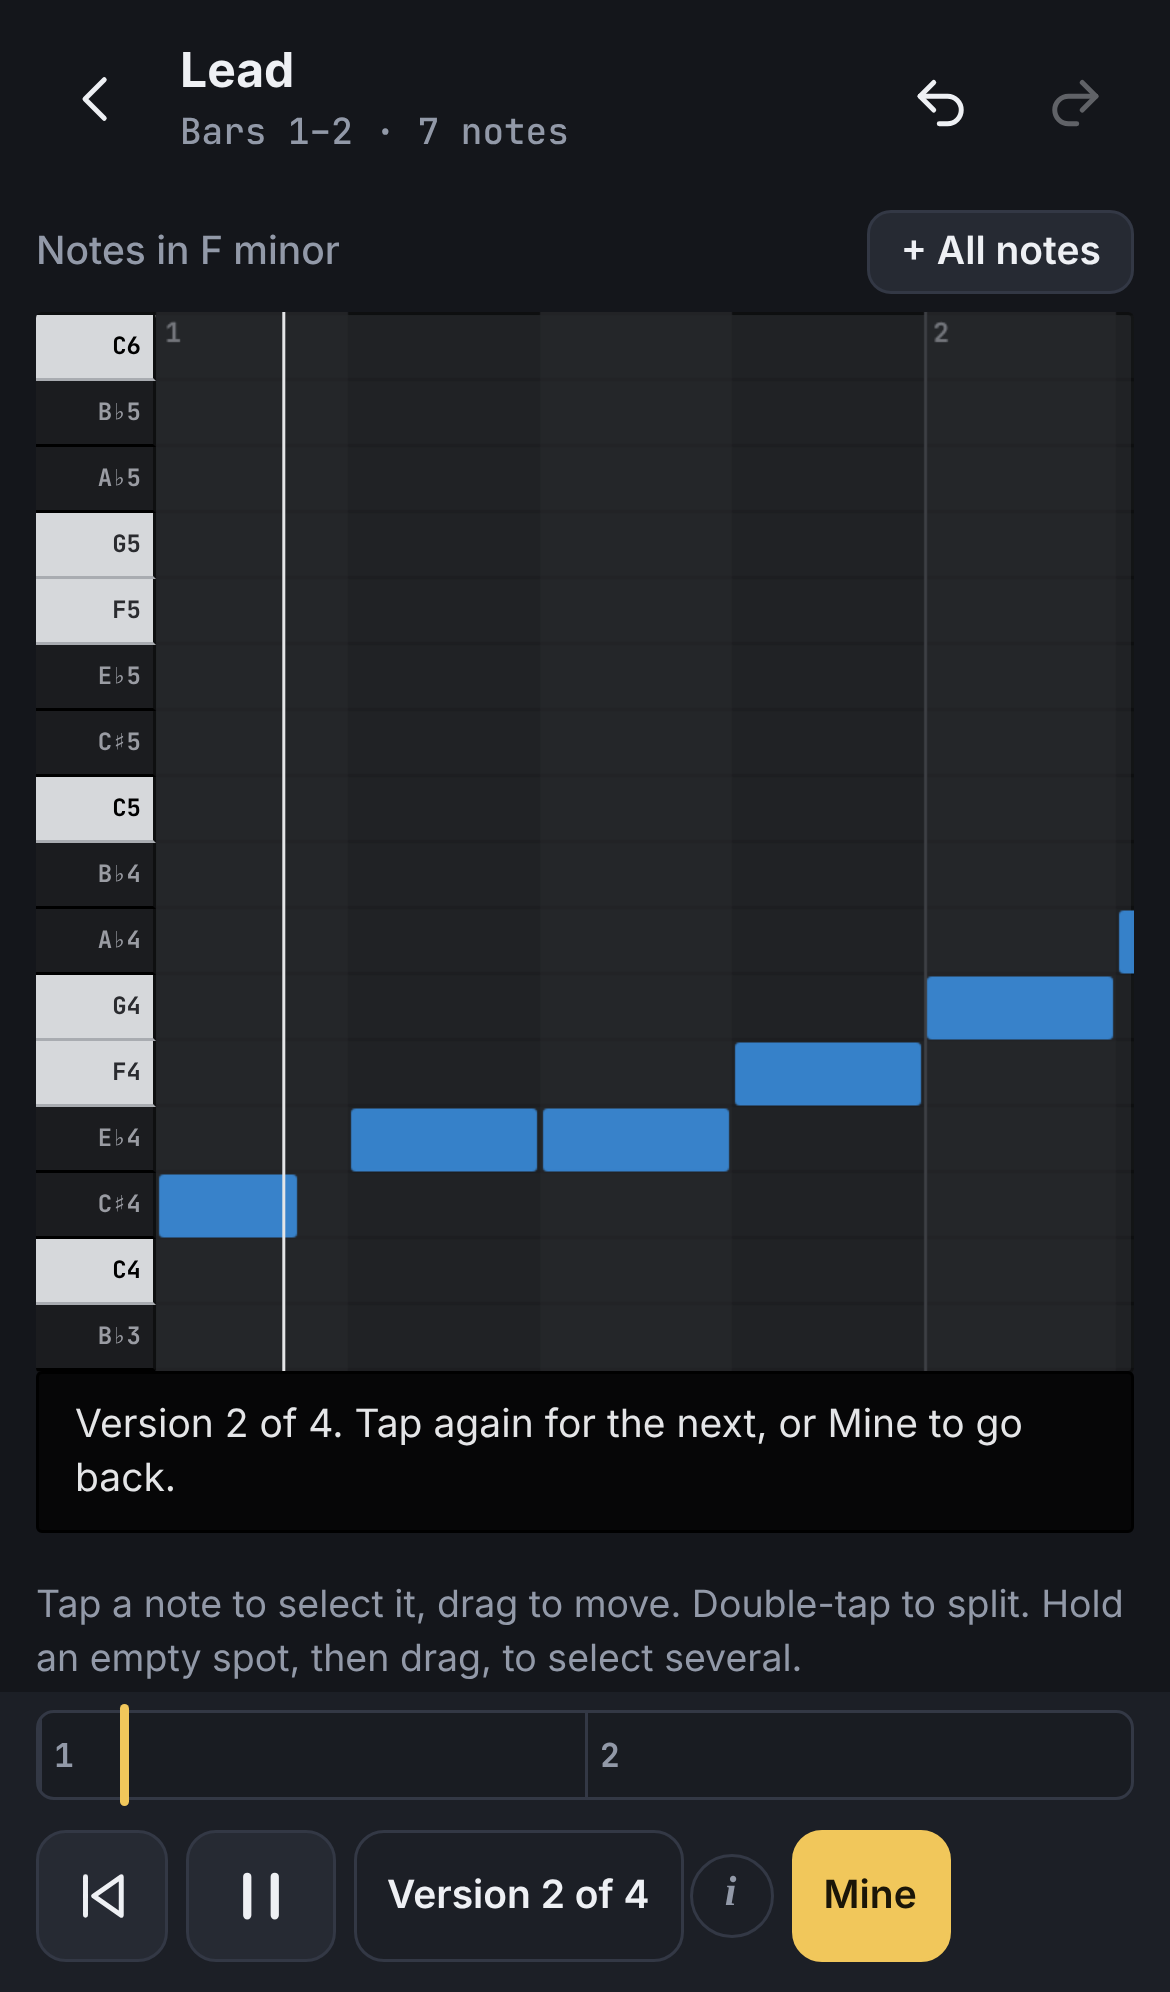 Lead
Bars 1–2 · 7 notes
Notes in F minor
+ All notes
C6
1
2
B♭5
A♭5
G5
F5
E♭5
C♯5
C5
B♭4
A♭4
G4
F4
E♭4
C♯4
C4
B♭3
Version 2 of 4. Tap again for the next, or Mine to go
back.
Tap a note to select it, drag to move. Double-tap to split. Hold
an empty spot, then drag, to select several.
1
2
Version 2 of 4
i
Mine